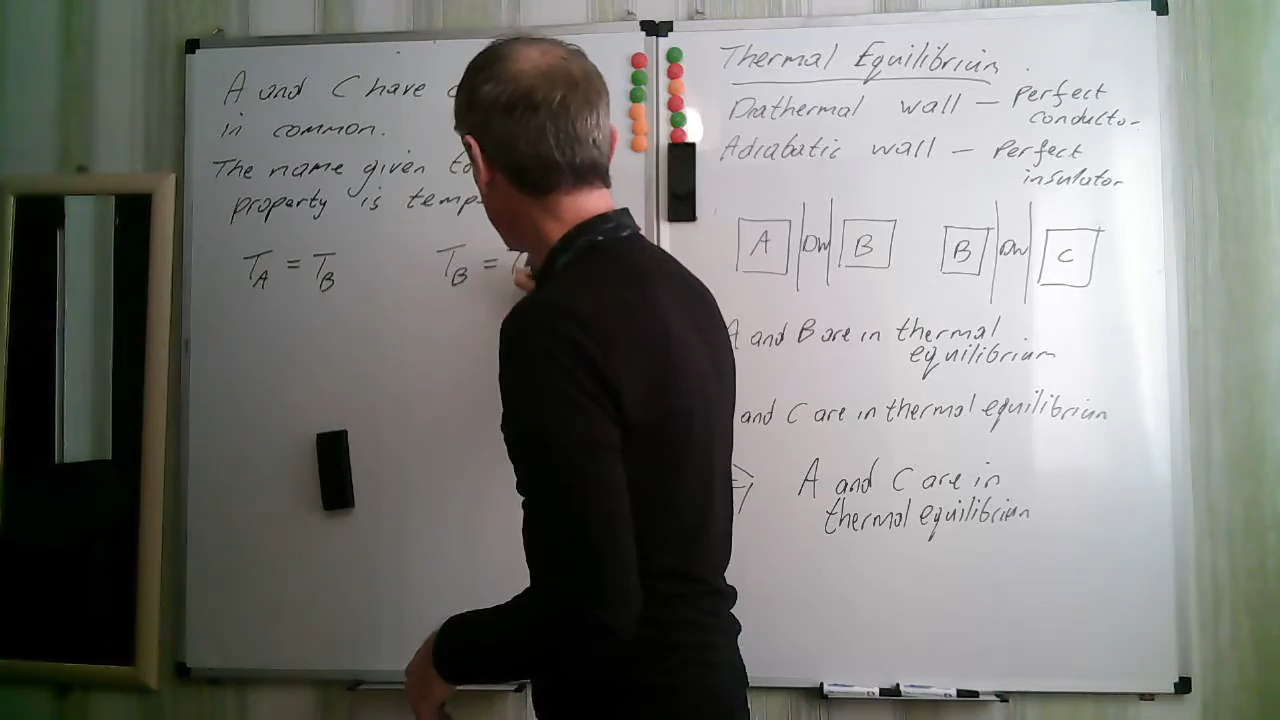 A and C have
in common.
The name given to
property is temp
T_A = T_B T_B =
Thermal Equilibrium
Diathermal wall – perfect
conductor
Adiabatic wall – perfect
insulator
A DW B B DW C
A and B are in thermal
equilibrium
and C are in thermal equilibrium
⇒ A and C are in
thermal equilibrium